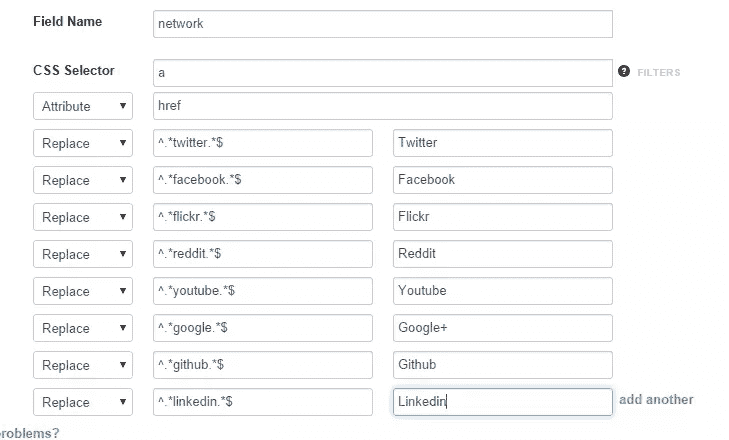 Field Name network
CSS Selector a ? FILTERS
Attribute href
Replace ^.*twitter.*$ Twitter
Replace ^.*facebook.*$ Facebook
Replace ^.*flickr.*$ Flickr
Replace ^.*reddit.*$ Reddit
Replace ^.*youtube.*$ Youtube
Replace ^.*google.*$ Google+
Replace ^.*github.*$ Github
Replace ^.*linkedin.*$ Linkedin add another
roblems?